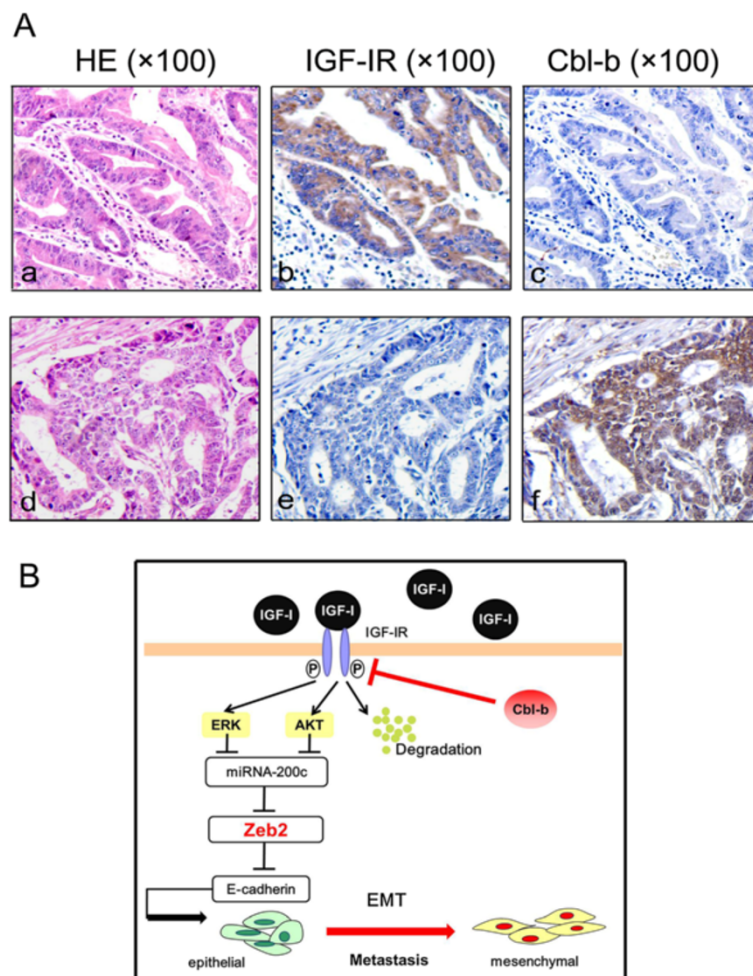 A
HE (×100) IGF-IR (×100) Cbl-b (×100)
a b c
d e f
B
IGF-I IGF-I IGF-I IGF-I
IGF-IR
P P
Cbl-b
ERK AKT
Degradation
miRNA-200c
Zeb2
E-cadherin
EMT
epithelial Metastasis mesenchymal